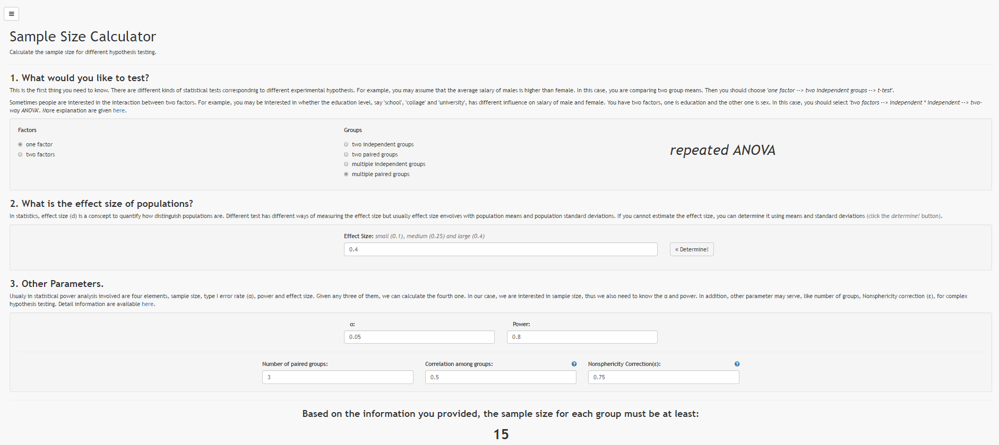 Sample Size Calculator
Calculate the sample size for different hypothesis testing.
1. What would you like to test?
This is the first thing you need to know. There are different kinds of statistical tests correspondnig to different experimental hypothesis. For example, you may assume that the average salary of males is higher than female. In this case, you are comparing two group means. Then you should choose 'one factor --> two independent groups --> t-test'.
Sometimes people are interested in the interaction between two factors. For example, you may be interested in whether the education level, say 'school', 'collage' and 'university', has different influence on salary of male and female. You have two factors, one is education and the other one is sex. In this case, you should select 'two factors --> independent * independent --> two-
way ANOVA'. More explanation are given here.
Factors
one factor
two factors
Groups
two independent groups
two paired groups
multiple independent groups
multiple paired groups
repeated ANOVA
2. What is the effect size of populations?
In statistics, effect size (d) is a conscept to quantify how distinguish populations are. Different test has different ways of measuring the effect size but usually effect size envolves with population means and population standard deviations. If you cannot estimate the effect size, you can determine it using means and standard deviations (click the determine! button).
Effect Size: small (0.1), medium (0.25) and large (0.4)
0.4
« Determine!
3. Other Parameters.
Usualy in statistical power analysis involved are four elements, sample size, type I error rate (α), power and effect size. Given any three of them, we can calculate the fourth one. In our case, we are interested in sample size, thus we also need to know the α and power. In addition, other parameter may serve, like number of groups, Nonsphericity correction (ε), for complex
hypothesis testing. Detail information are available here.
α:
0.05
Power:
0.8
Number of paired groups:
3
Correlation among groups:
0.5
Nonsphericity Correction(ε):
0.75
Based on the information you provided, the sample size for each group must be at least:
15